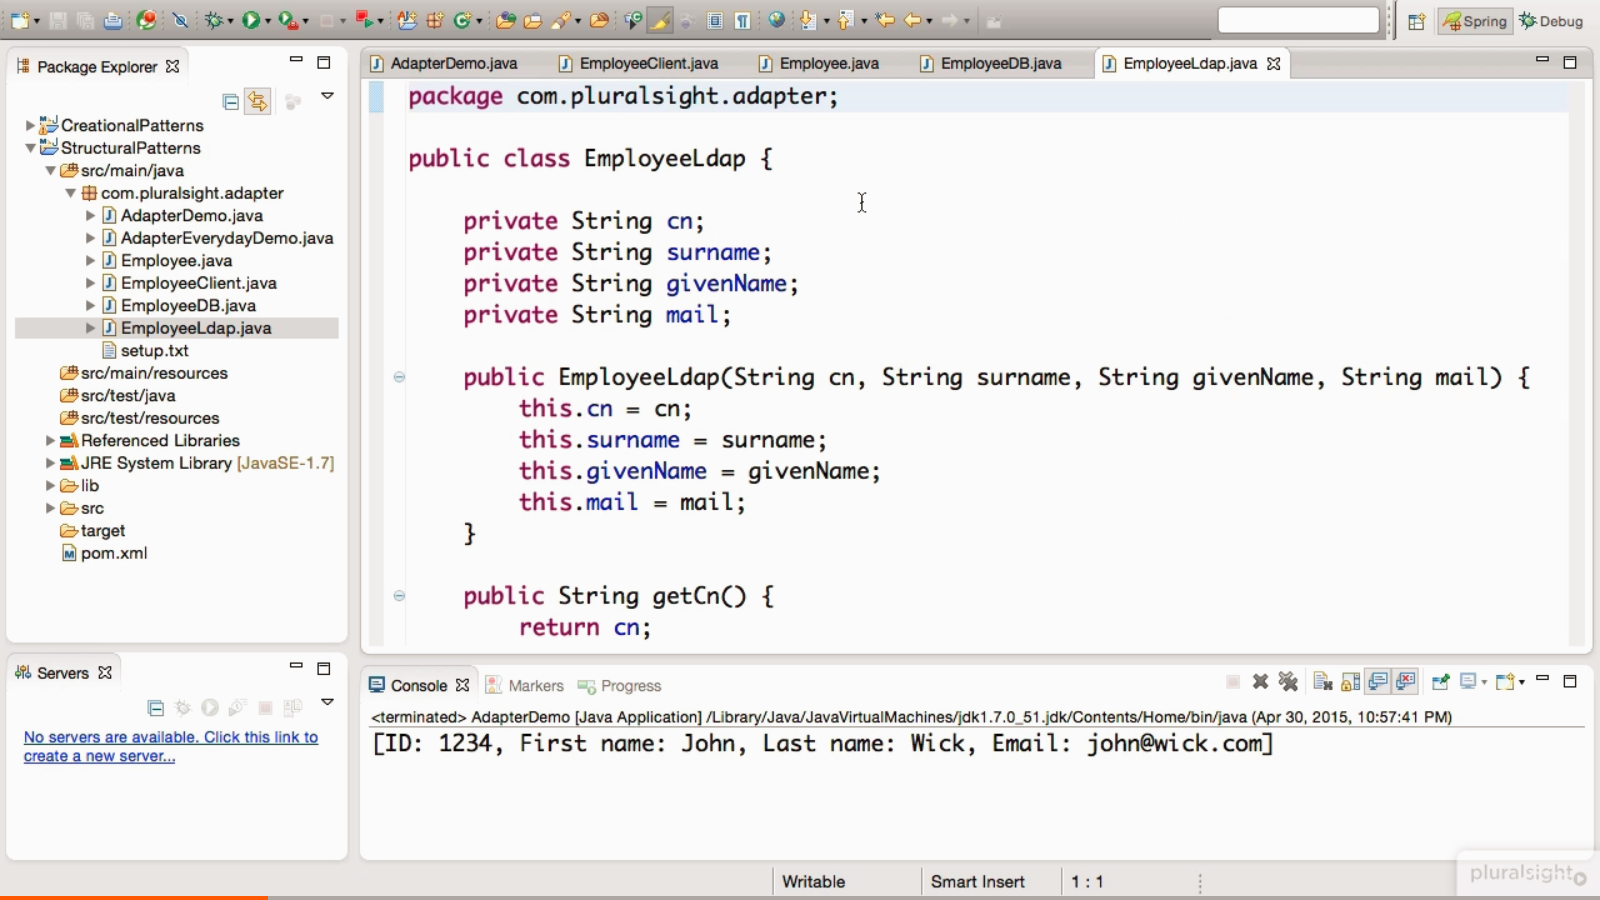 Spring
Debug
Package Explorer
CreationalPatterns
StructuralPatterns
src/main/java
com.pluralsight.adapter
AdapterDemo.java
AdapterEverydayDemo.java
Employee.java
EmployeeClient.java
EmployeeDB.java
EmployeeLdap.java
setup.txt
src/main/resources
src/test/java
src/test/resources
Referenced Libraries
JRE System Library [JavaSE-1.7]
lib
src
target
pom.xml
AdapterDemo.java
EmployeeClient.java
Employee.java
EmployeeDB.java
EmployeeLdap.java
package com.pluralsight.adapter;
public class EmployeeLdap {
private String cn;
private String surname;
private String givenName;
private String mail;
public EmployeeLdap(String cn, String surname, String givenName, String mail) {
this.cn = cn;
this.surname = surname;
this.givenName = givenName;
this.mail = mail;
}
public String getCn() {
return cn;
Servers
No servers are available. Click this link to
create a new server...
Console
Markers
Progress
<terminated> AdapterDemo [Java Application] /Library/Java/JavaVirtualMachines/jdk1.7.0_51.jdk/Contents/Home/bin/java (Apr 30, 2015, 10:57:41 PM)
[ID: 1234, First name: John, Last name: Wick, Email: john@wick.com]
Writable
Smart Insert
1 : 1
pluralsight